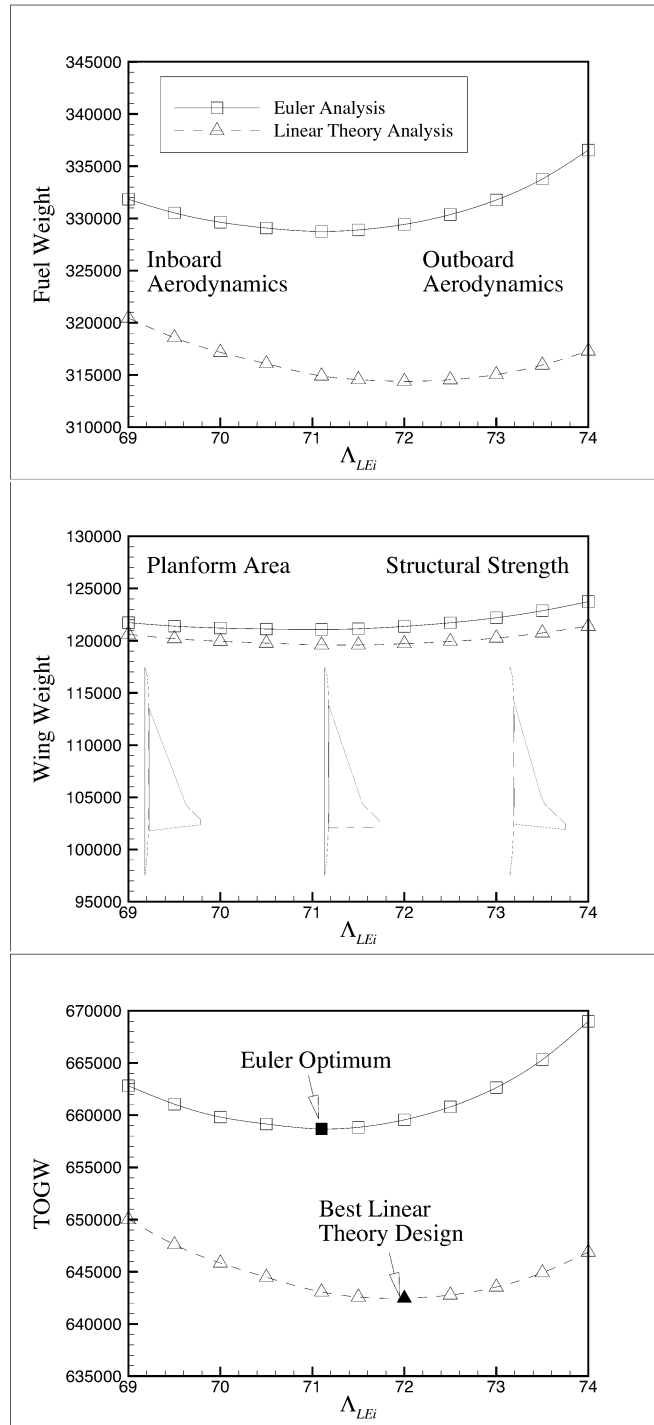 345000
340000
335000
330000
325000
320000
315000
310000
Fuel Weight
Euler Analysis
Linear Theory Analysis
Inboard
Aerodynamics
Outboard
Aerodynamics
69 70 71 72 73 74
Λ_LEi
130000
125000
120000
115000
110000
105000
100000
95000
Wing Weight
Planform Area
Structural Strength
69 70 71 72 73 74
Λ_LEi
670000
665000
660000
655000
650000
645000
640000
635000
TOGW
Euler Optimum
Best Linear
Theory Design
69 70 71 72 73 74
Λ_LEi